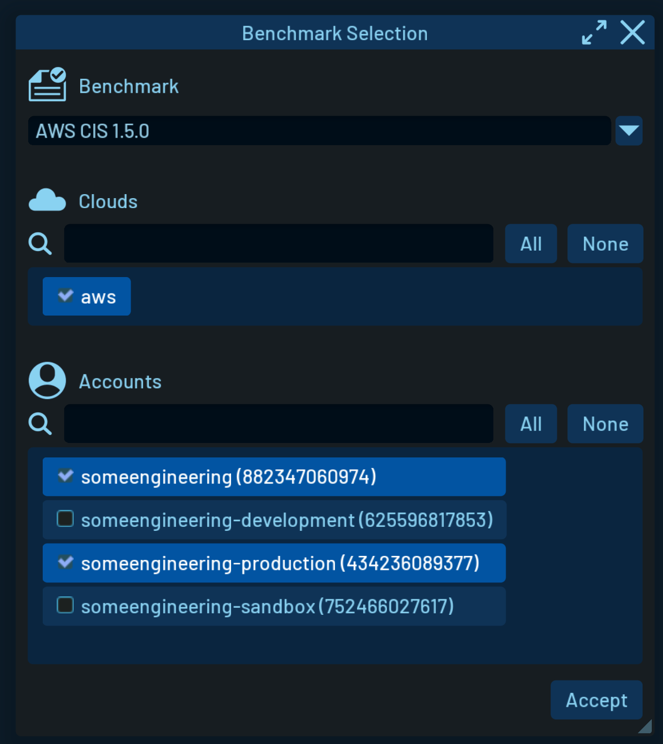 Benchmark Selection
Benchmark
AWS CIS 1.5.0
Clouds
All None
aws
Accounts
All None
someengineering (882347060974)
someengineering-development (625596817853)
someengineering-production (434236089377)
someengineering-sandbox (752466027617)
Accept